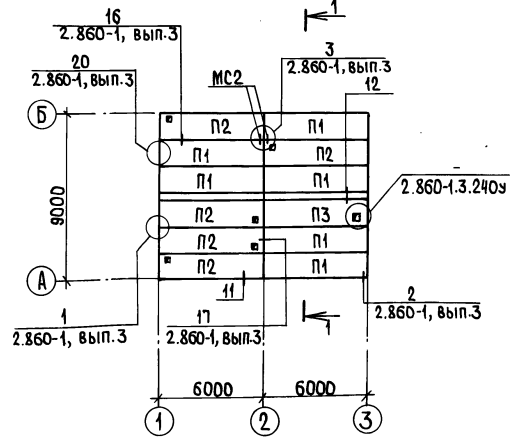 1
16
2.860-1, ВЫП.3
20
2.860-1, ВЫП.3
3
2.860-1, ВЫП.3
МС2
12
Б
П2 П1
П1 П2
П1 П1
–
2.860-1.3.240У
9000
П2 П3
П2 П1
П2 П1
А
11
1
2.860-1, ВЫП.3
17
2.860-1, ВЫП.3
1
2
2.860-1, ВЫП.3
6000 6000
1 2 3